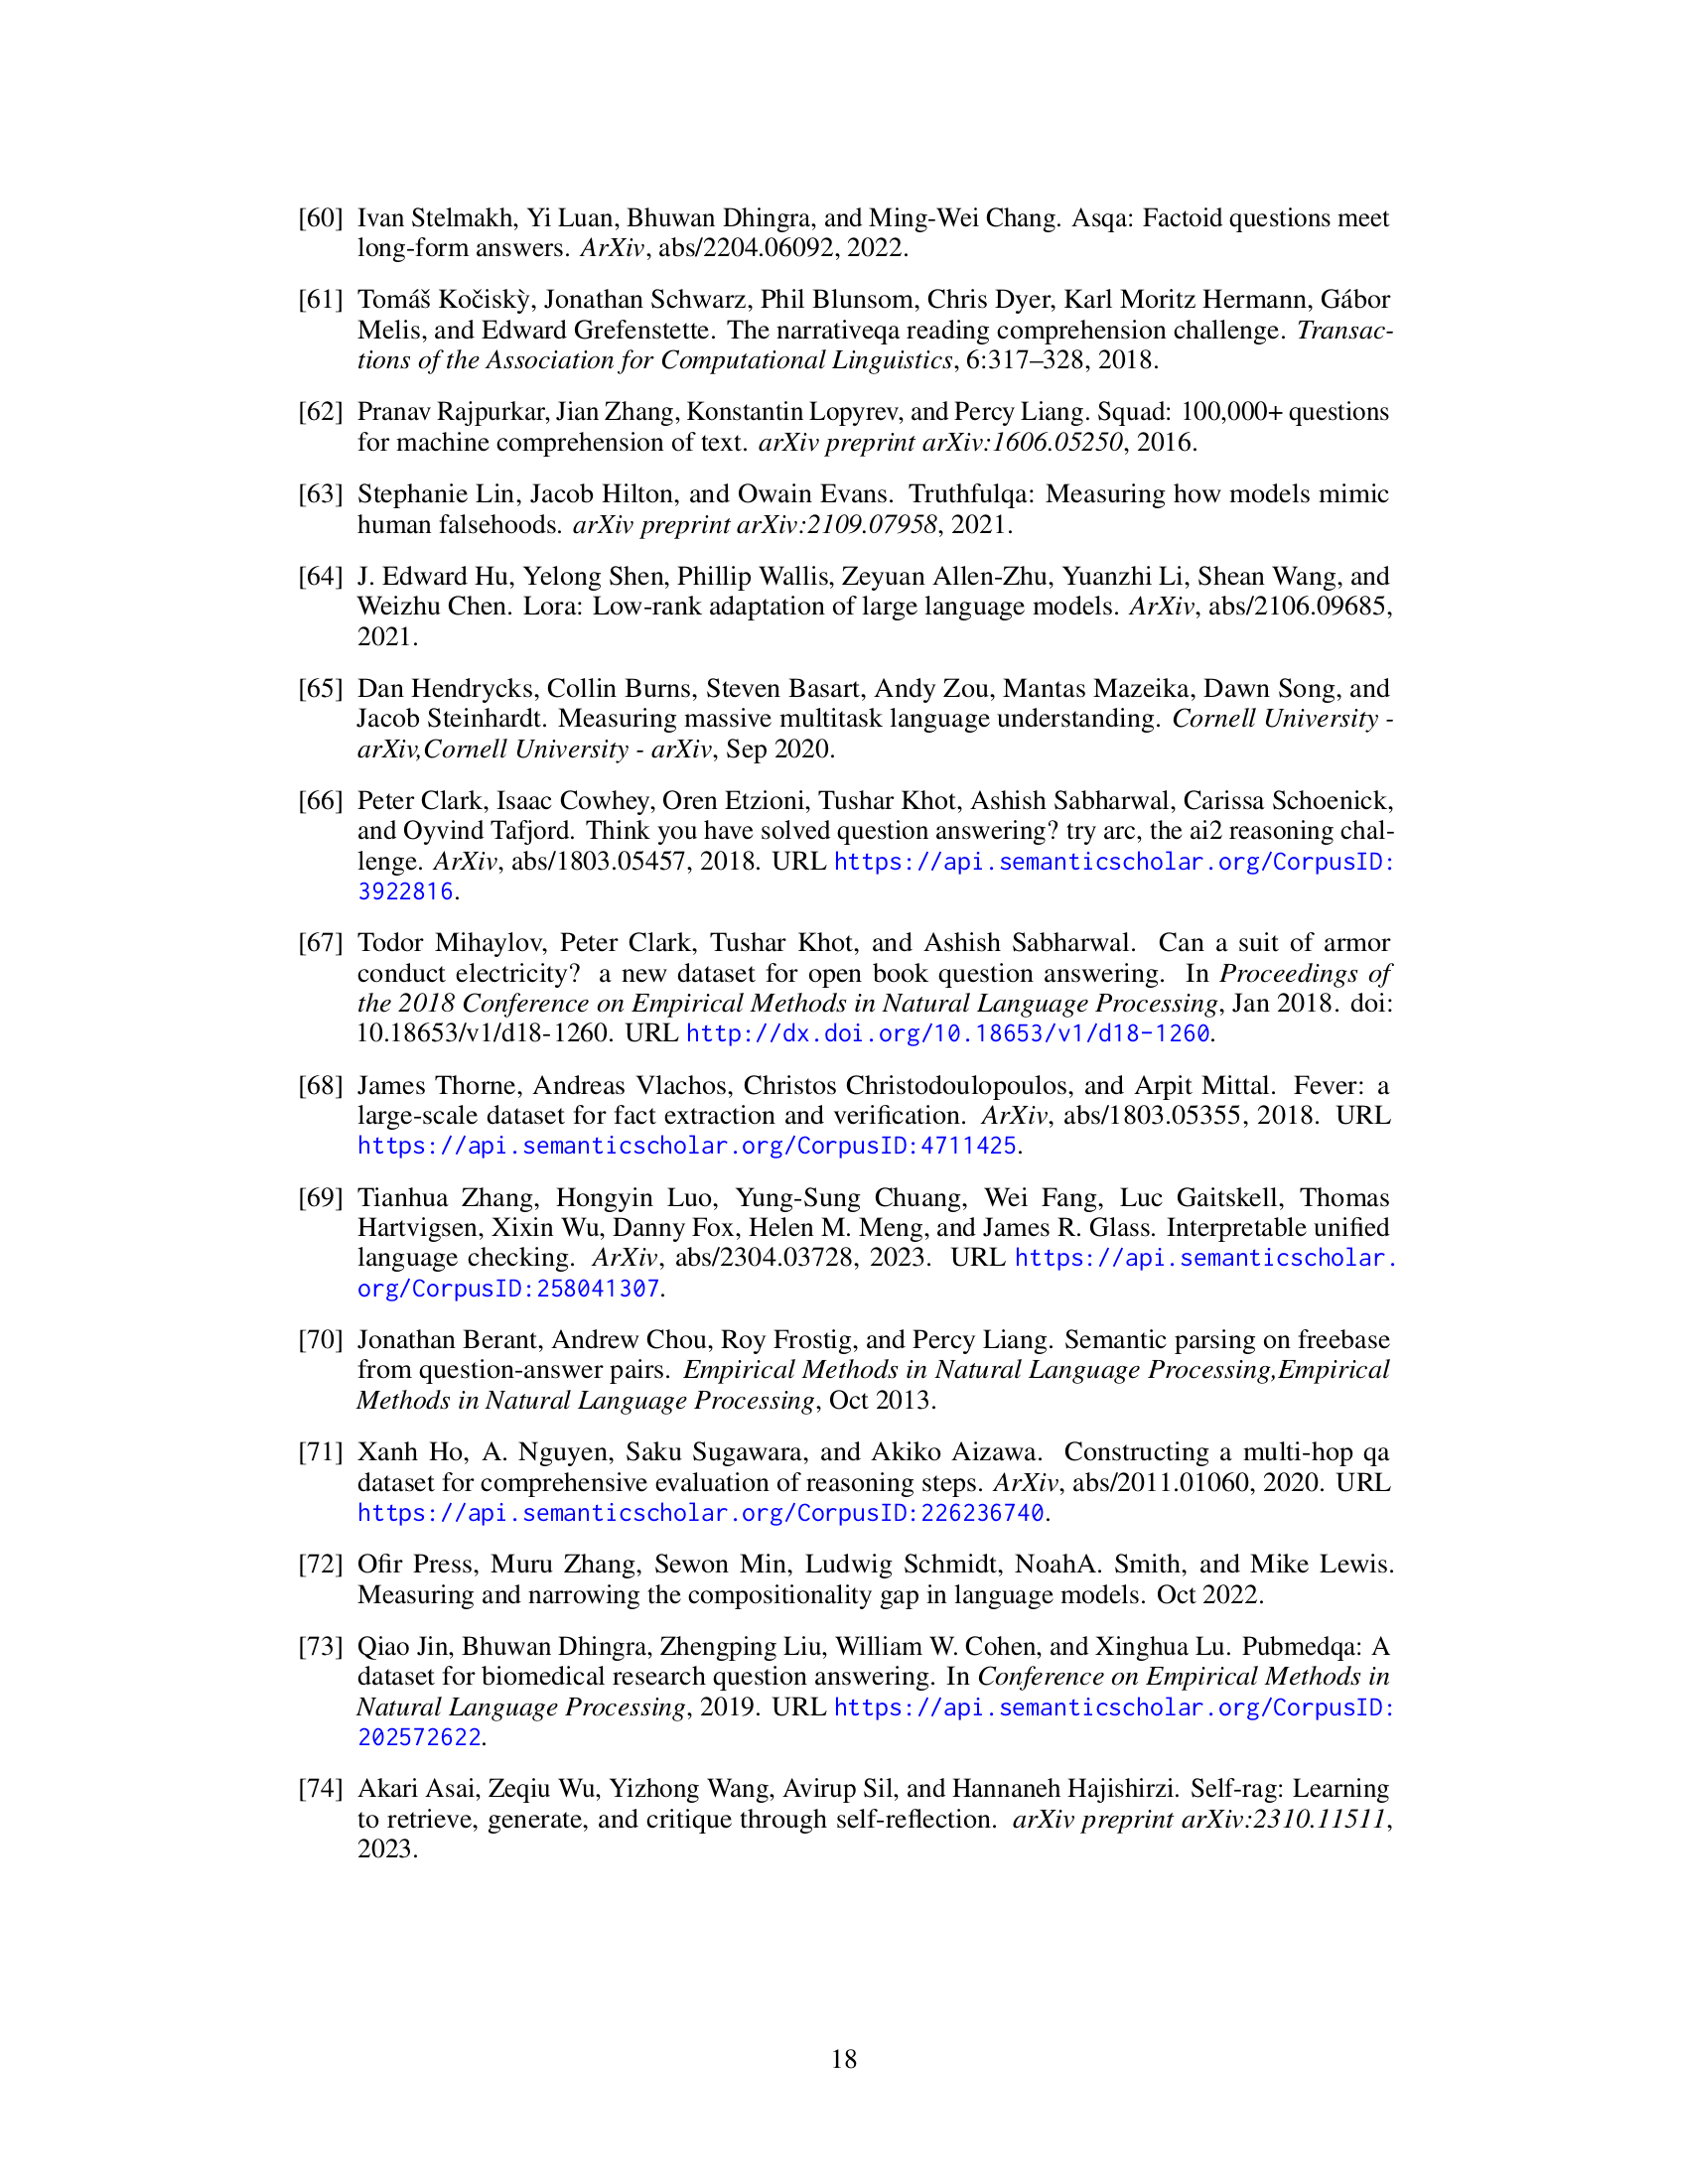 [60] Ivan Stelmakh, Yi Luan, Bhuwan Dhingra, and Ming-Wei Chang. Asqa: Factoid questions meet
long-form answers. ArXiv, abs/2204.06092, 2022.
[61] Tomáš Kočiskỳ, Jonathan Schwarz, Phil Blunsom, Chris Dyer, Karl Moritz Hermann, Gábor
Melis, and Edward Grefenstette. The narrativeqa reading comprehension challenge. Transac-
tions of the Association for Computational Linguistics, 6:317–328, 2018.
[62] Pranav Rajpurkar, Jian Zhang, Konstantin Lopyrev, and Percy Liang. Squad: 100,000+ questions
for machine comprehension of text. arXiv preprint arXiv:1606.05250, 2016.
[63] Stephanie Lin, Jacob Hilton, and Owain Evans. Truthfulqa: Measuring how models mimic
human falsehoods. arXiv preprint arXiv:2109.07958, 2021.
[64] J. Edward Hu, Yelong Shen, Phillip Wallis, Zeyuan Allen-Zhu, Yuanzhi Li, Shean Wang, and
Weizhu Chen. Lora: Low-rank adaptation of large language models. ArXiv, abs/2106.09685,
2021.
[65] Dan Hendrycks, Collin Burns, Steven Basart, Andy Zou, Mantas Mazeika, Dawn Song, and
Jacob Steinhardt. Measuring massive multitask language understanding. Cornell University -
arXiv,Cornell University - arXiv, Sep 2020.
[66] Peter Clark, Isaac Cowhey, Oren Etzioni, Tushar Khot, Ashish Sabharwal, Carissa Schoenick,
and Oyvind Tafjord. Think you have solved question answering? try arc, the ai2 reasoning chal-
lenge. ArXiv, abs/1803.05457, 2018. URL https://api.semanticscholar.org/CorpusID:
3922816.
[67] Todor Mihaylov, Peter Clark, Tushar Khot, and Ashish Sabharwal. Can a suit of armor
conduct electricity? a new dataset for open book question answering. In Proceedings of
the 2018 Conference on Empirical Methods in Natural Language Processing, Jan 2018. doi:
10.18653/v1/d18-1260. URL http://dx.doi.org/10.18653/v1/d18-1260.
[68] James Thorne, Andreas Vlachos, Christos Christodoulopoulos, and Arpit Mittal. Fever: a
large-scale dataset for fact extraction and verification. ArXiv, abs/1803.05355, 2018. URL
https://api.semanticscholar.org/CorpusID:4711425.
[69] Tianhua Zhang, Hongyin Luo, Yung-Sung Chuang, Wei Fang, Luc Gaitskell, Thomas
Hartvigsen, Xixin Wu, Danny Fox, Helen M. Meng, and James R. Glass. Interpretable unified
language checking. ArXiv, abs/2304.03728, 2023. URL https://api.semanticscholar.
org/CorpusID:258041307.
[70] Jonathan Berant, Andrew Chou, Roy Frostig, and Percy Liang. Semantic parsing on freebase
from question-answer pairs. Empirical Methods in Natural Language Processing,Empirical
Methods in Natural Language Processing, Oct 2013.
[71] Xanh Ho, A. Nguyen, Saku Sugawara, and Akiko Aizawa. Constructing a multi-hop qa
dataset for comprehensive evaluation of reasoning steps. ArXiv, abs/2011.01060, 2020. URL
https://api.semanticscholar.org/CorpusID:226236740.
[72] Ofir Press, Muru Zhang, Sewon Min, Ludwig Schmidt, NoahA. Smith, and Mike Lewis.
Measuring and narrowing the compositionality gap in language models. Oct 2022.
[73] Qiao Jin, Bhuwan Dhingra, Zhengping Liu, William W. Cohen, and Xinghua Lu. Pubmedqa: A
dataset for biomedical research question answering. In Conference on Empirical Methods in
Natural Language Processing, 2019. URL https://api.semanticscholar.org/CorpusID:
202572622.
[74] Akari Asai, Zeqiu Wu, Yizhong Wang, Avirup Sil, and Hannaneh Hajishirzi. Self-rag: Learning
to retrieve, generate, and critique through self-reflection. arXiv preprint arXiv:2310.11511,
2023.
18